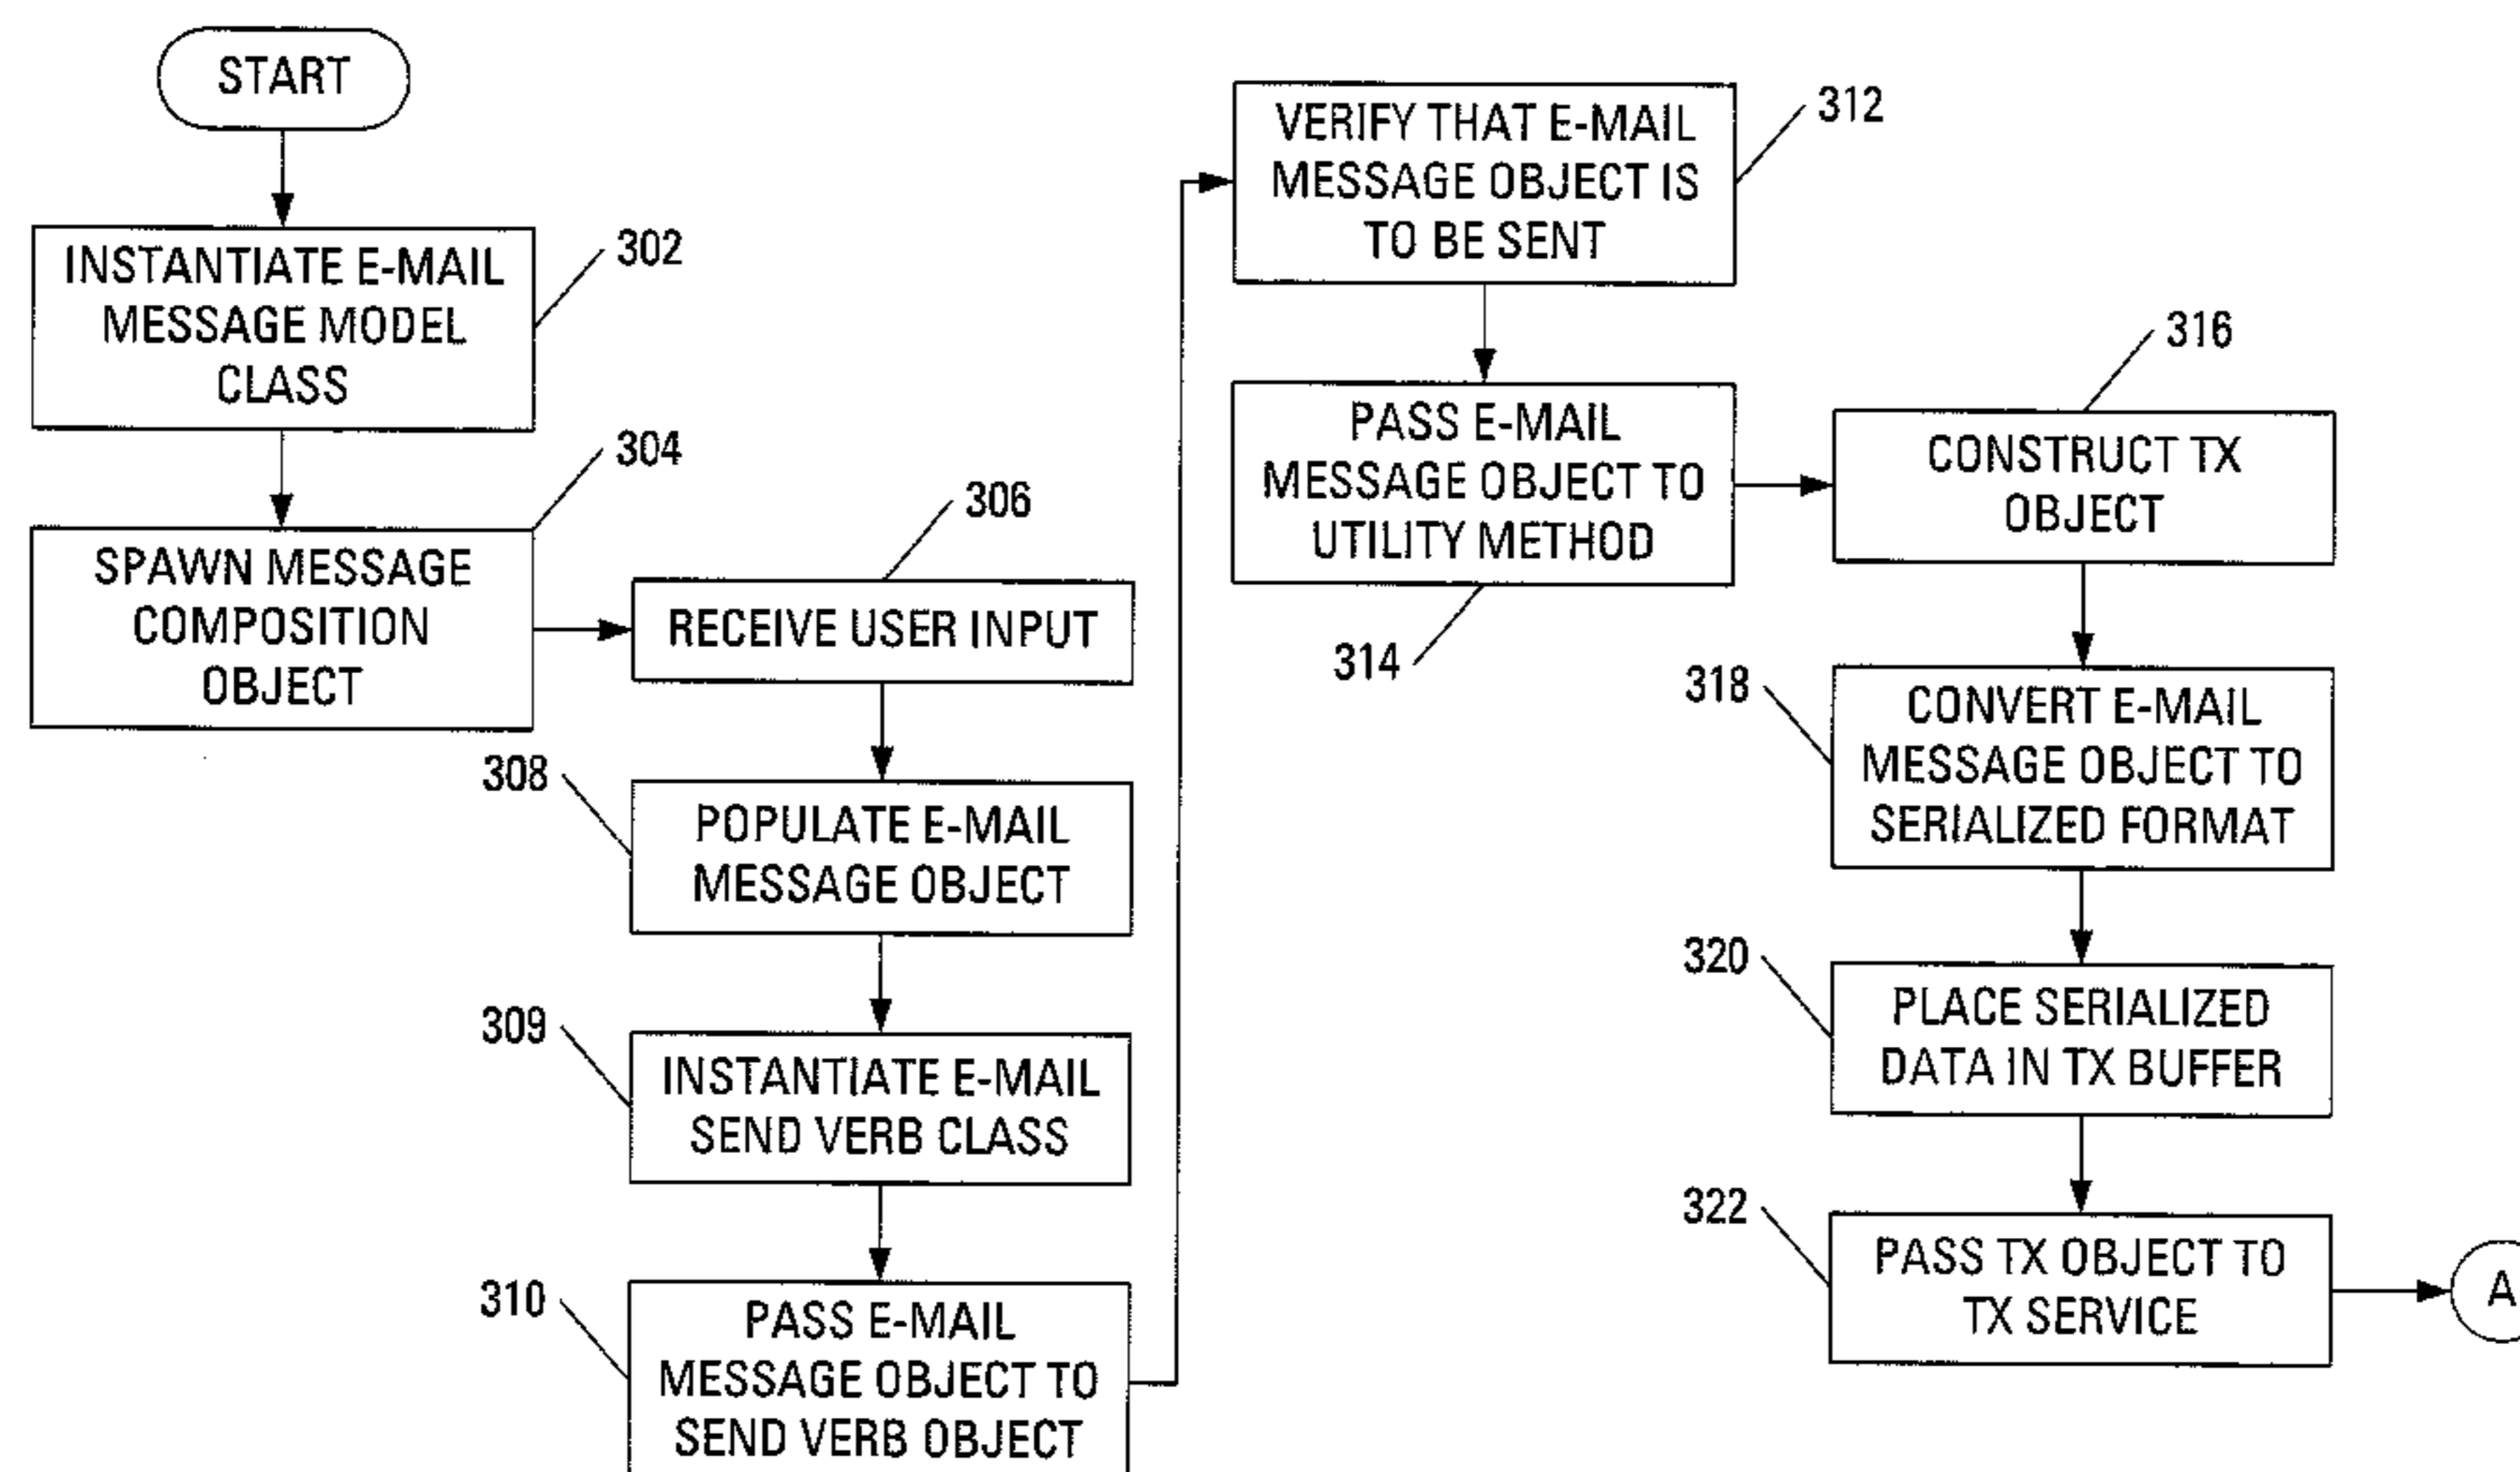 START
INSTANTIATE E-MAIL
MESSAGE MODEL
CLASS
302
SPAWN MESSAGE
COMPOSITION
OBJECT
304
RECEIVE USER INPUT
306
POPULATE E-MAIL
MESSAGE OBJECT
308
INSTANTIATE E-MAIL
SEND VERB CLASS
309
PASS E-MAIL
MESSAGE OBJECT TO
SEND VERB OBJECT
310
VERIFY THAT E-MAIL
MESSAGE OBJECT IS
TO BE SENT
312
PASS E-MAIL
MESSAGE OBJECT TO
UTILITY METHOD
314
CONSTRUCT TX
OBJECT
316
CONVERT E-MAIL
MESSAGE OBJECT TO
SERIALIZED FORMAT
318
PLACE SERIALIZED
DATA IN TX BUFFER
320
PASS TX OBJECT TO
TX SERVICE
322
A